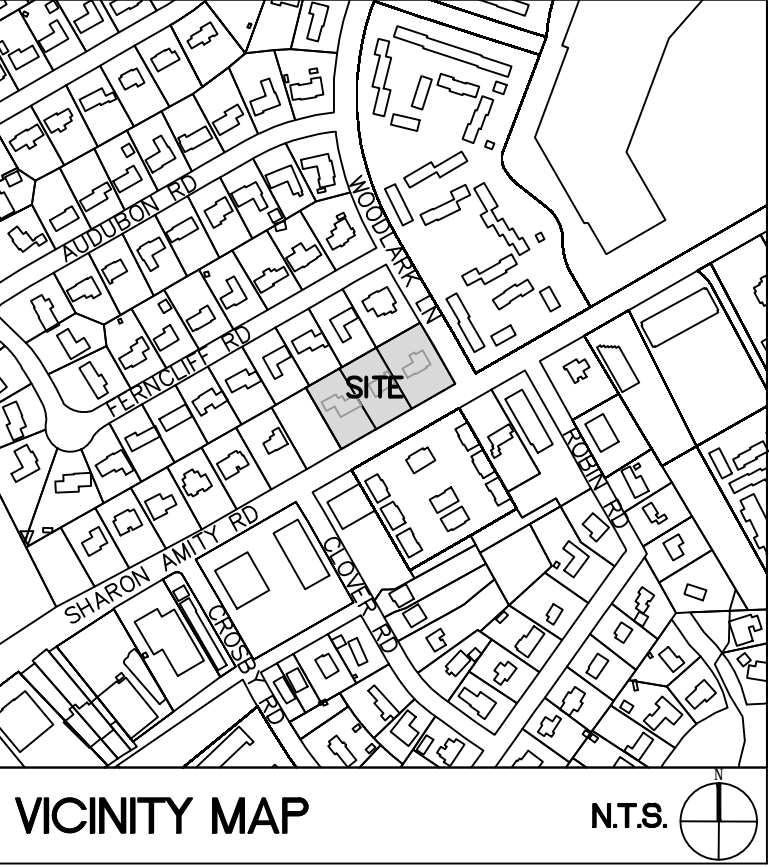 AUDUBON RD
WOODLARK LN
FERNCLIFF RD
SITE
ROBIN RD
SHARON AMITY RD
CLOVER RD
CROSBY RD
VICINITY MAP
N.T.S.
N